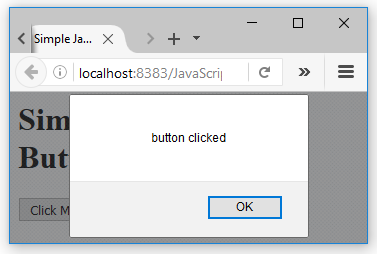 Simple Ja...
localhost:8383/JavaScrip
Sim
But
button clicked
Click M
OK